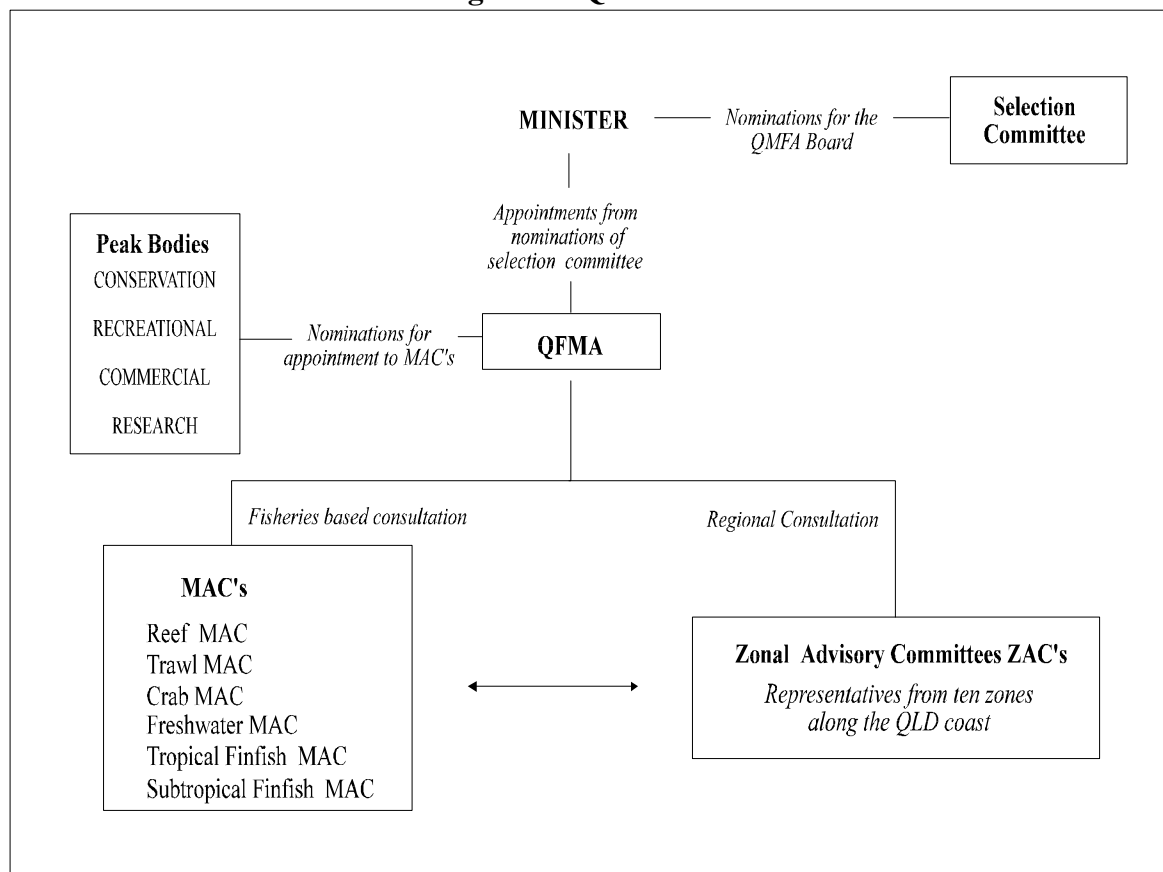 MINISTER
Nominations for the
QMFA Board
Selection
Committee
Appointments from
nominations of
selection committee
Peak Bodies
CONSERVATION
RECREATIONAL
COMMERCIAL
RESEARCH
Nominations for
appointment to MAC's
QFMA
Fisheries based consultation
Regional Consultation
MAC's
Reef MAC
Trawl MAC
Crab MAC
Freshwater MAC
Tropical Finfish MAC
Subtropical Finfish MAC
Zonal Advisory Committees ZAC's
Representatives from ten zones
along the QLD coast